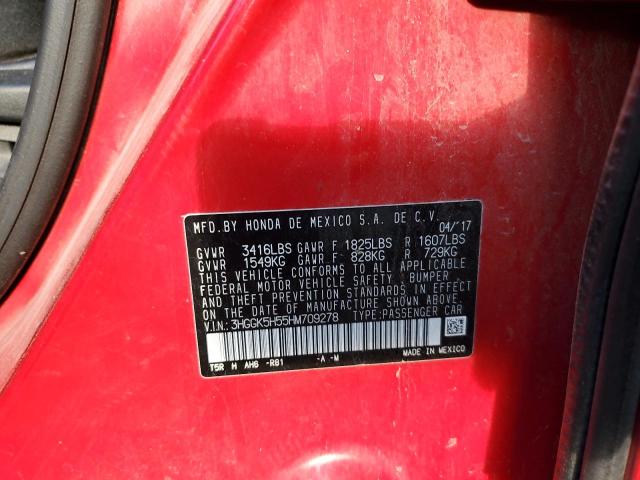 MFD.BY HONDA DE MEXICO S.A. DE C.V.
04/'17
GVWR 3416LBS GAWR F 1825LBS R 1607LBS
GVWR 1549KG GAWR F 828KG R 729KG
THIS VEHICLE CONFORMS TO ALL APPLICABLE
FEDERAL MOTOR VEHICLE SAFETY, BUMPER
AND THEFT PREVENTION STANDARDS IN EFFECT
ON THE DATE OF MANUFACTURE SHOWN ABOVE.
V.I.N.: 3HGGK5H55HM709278 TYPE:PASSENGER CAR
MADE IN MEXICO
T5R H AH6 -R81 -A -M